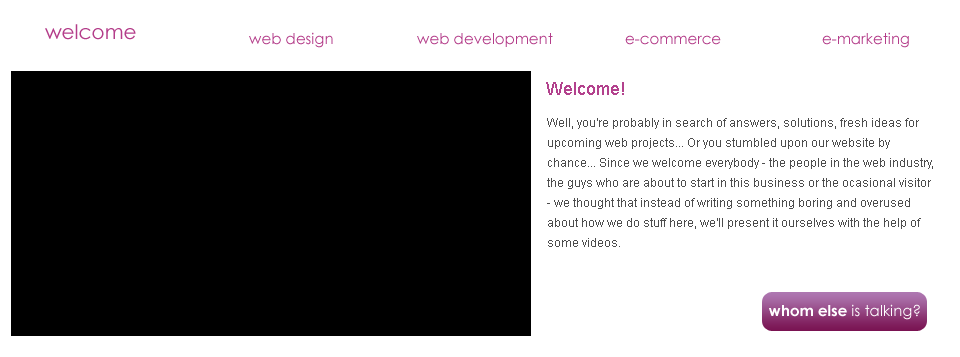 welcome
web design
web development
e-commerce
e-marketing
Welcome!
Well, you're probably in search of answers, solutions, fresh ideas for
upcoming web projects... Or you stumbled upon our website by
chance... Since we welcome everybody - the people in the web industry,
the guys who are about to start in this business or the ocasional visitor
- we thought that instead of writing something boring and overused
about how we do stuff here, we'll present it ourselves with the help of
some videos.
whom else is talking?